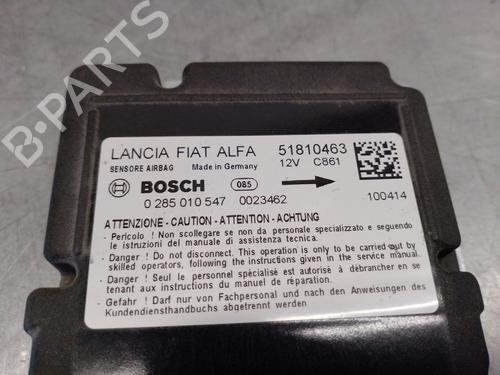 B-PARTS
LANCIA FIAT ALFA 51810463
SENSORE AIRBAG Made in Germany 12V C861
BOSCH 085
0 285 010 547 0023462 100414
ATTENZIONE - CAUTION - ATTENTION - ACHTUNG
- Pericolo ! Non scollegare se non da personale specializzato e seguendo
le istruzioni del manuale di assistenza tecnica.
- Danger ! Do not disconnect. This operation is only to be carried out by
skilled operators, following the instructions given in the service manual.
- Danger ! Seul le personnel spécialisé est autorisé à débrancher en se
tenant aux instructions du manuel de réparation.
- Gefahr ! Darf nur von Fachpersonal und nach den Anweisungen des
Kundendiensthandbuchs abgetrennt werden